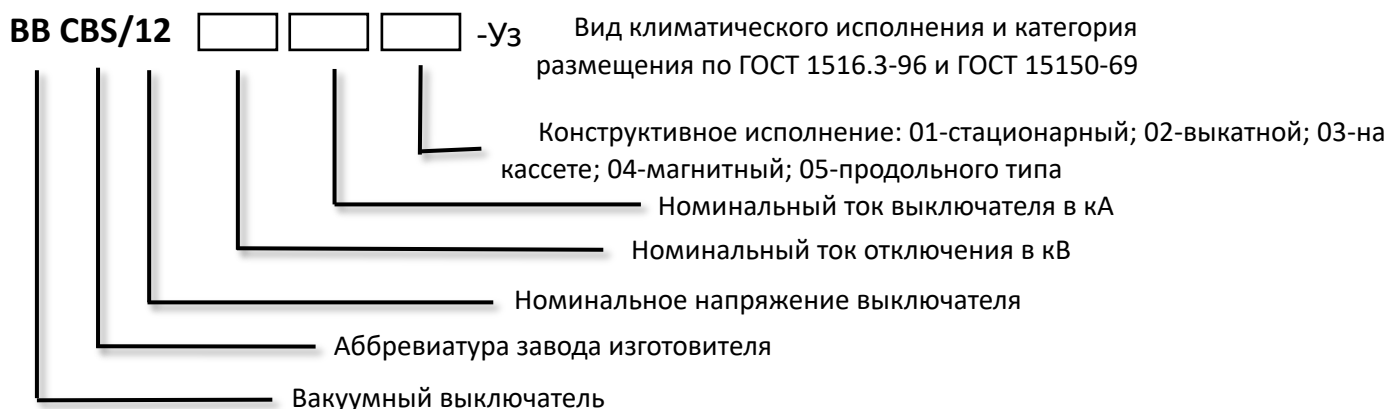 ВВ CBS/12 -Уз Вид климатического исполнения и категория
размещения по ГОСТ 1516.3-96 и ГОСТ 15150-69
Конструктивное исполнение: 01-стационарный; 02-выкатной; 03-на
кассете; 04-магнитный; 05-продольного типа
Номинальный ток выключателя в кА
Номинальный ток отключения в кВ
Номинальное напряжение выключателя
Аббревиатура завода изготовителя
Вакуумный выключатель